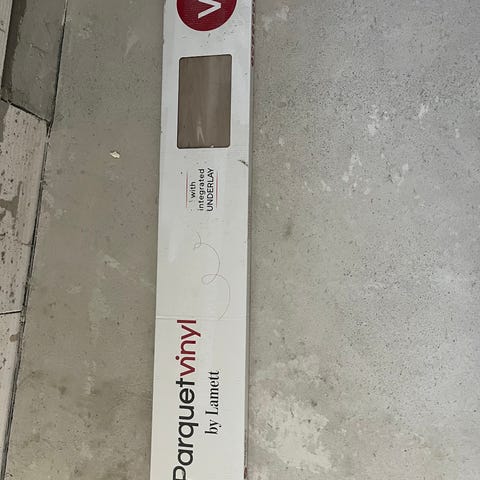 Parquetvinyl
by Lamett
with
integrated
UNDERLAY
V